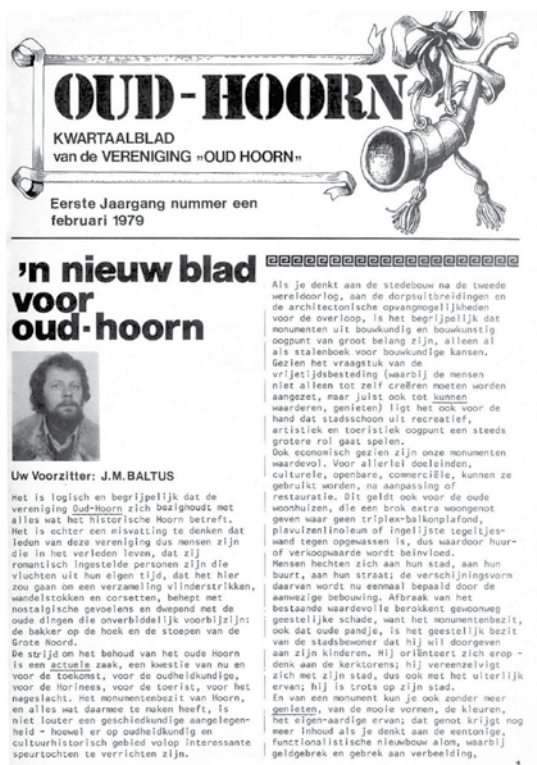 OUD-HOORN
KWARTAALBLAD
van de VERENIGING „OUD HOORN”
Eerste Jaargang nummer een
februari 1979
'n nieuw blad
voor
oud-hoorn
Uw Voorzitter: J.M.BALTUS
Het is logisch en begrijpelijk dat de
vereniging Oud-Hoorn zich bezighoudt met
alles wat het historische Hoorn betreft.
Het is echter een misvatting te denken dat
leden van deze vereniging dus mensen zijn
die in het verleden leven, dat zij
romantisch ingestelde personen zijn die
vluchten uit hun eigen tijd, dat het hier
zou gaan om een verzameling vlinderstrikken,
wandelstokken en corsetten, behept met
nostalgische gevoelens en dwepend met de
oude dingen die onverbiddelijk voorbijzijn:
de bakker op de hoek en de stoepen van de
Grote Noord.
De strijd om het behoud van het oude Hoorn
is een actuele zaak, een kwestie van nu en
voor de toekomst, voor de oudheidkundige,
voor de Horinees, voor de toerist, voor het
nageslacht. Het monumentenbezit van Hoorn,
en alles wat daarmee te maken heeft, is
niet louter een geschiedkundige aangelegen-
heid - hoewel er op oudheidkundig en
cultuurhistorisch gebied volop interessante
speurtochten te verrichten zijn.
Als je denkt aan de stedebouw na de tweede
wereldoorlog, aan de dorpsuitbreidingen en
de architectonische opvangmogelijkheden
voor de overloop, is het begrijpelijk dat
monumenten uit bouwkundig en bouwkunstig
oogpunt van groot belang zijn, alleen al
als stalenboek voor bouwkundige kansen.
Gezien het vraagstuk van de
vrijetijdsbesteding (waarbij de mensen
niet alleen tot zelf creëren moeten worden
aangezet, maar juist ook tot kunnen
waarderen, genieten) ligt het ook voor de
hand dat stadsschoon uit recreatief,
artistiek en toeristiek oogpunt een steeds
grotere rol gaat spelen.
Ook economisch gezien zijn onze monumenten
waardevol. Voor allerlei doeleinden,
culturele, openbare, commerciële, kunnen ze
gebruikt worden, na aanpassing of
restauratie. Dit geldt ook voor de oude
woonhuizen, die een brok extra woongenot
geven waar geen triplex-balkonplafond,
plavuizenlinoleum of ingelijste tegeltjes-
wand tegen opgewassen is, dus waardoor huur-
of verkoopwaarde wordt beinvloed.
Mensen hechten zich aan hun stad, aan hun
buurt, aan hun straat; de verschijningsvorm
daarvan wordt nu eenmaal bepaald door de
aanwezige bebouwing. Afbraak van het
bestaande waardevolle berokkent gewoonweg
geestelijke schade, want het monumentenbezit,
ook dat oude pandje, is het geestelijk bezit
van de stadsbewoner dat hij wil doorgeven
aan zijn kinderen. Hij oriënteert zich erop -
denk aan de kerktorens; hij vereenzelvigt
zich met zijn stad, dus ook met het uiterlijk
ervan; hij is trots op zijn stad.
En van een monument kun je ook zonder meer
genieten, van de mooie vormen, de kleuren,
het eigen-aardige ervan; dat genot krijgt nog
meer inhoud als je denkt aan de eentonige,
functionalistische nieuwbouw alom, waarbij
geldgebrek en gebrek aan verbeelding,